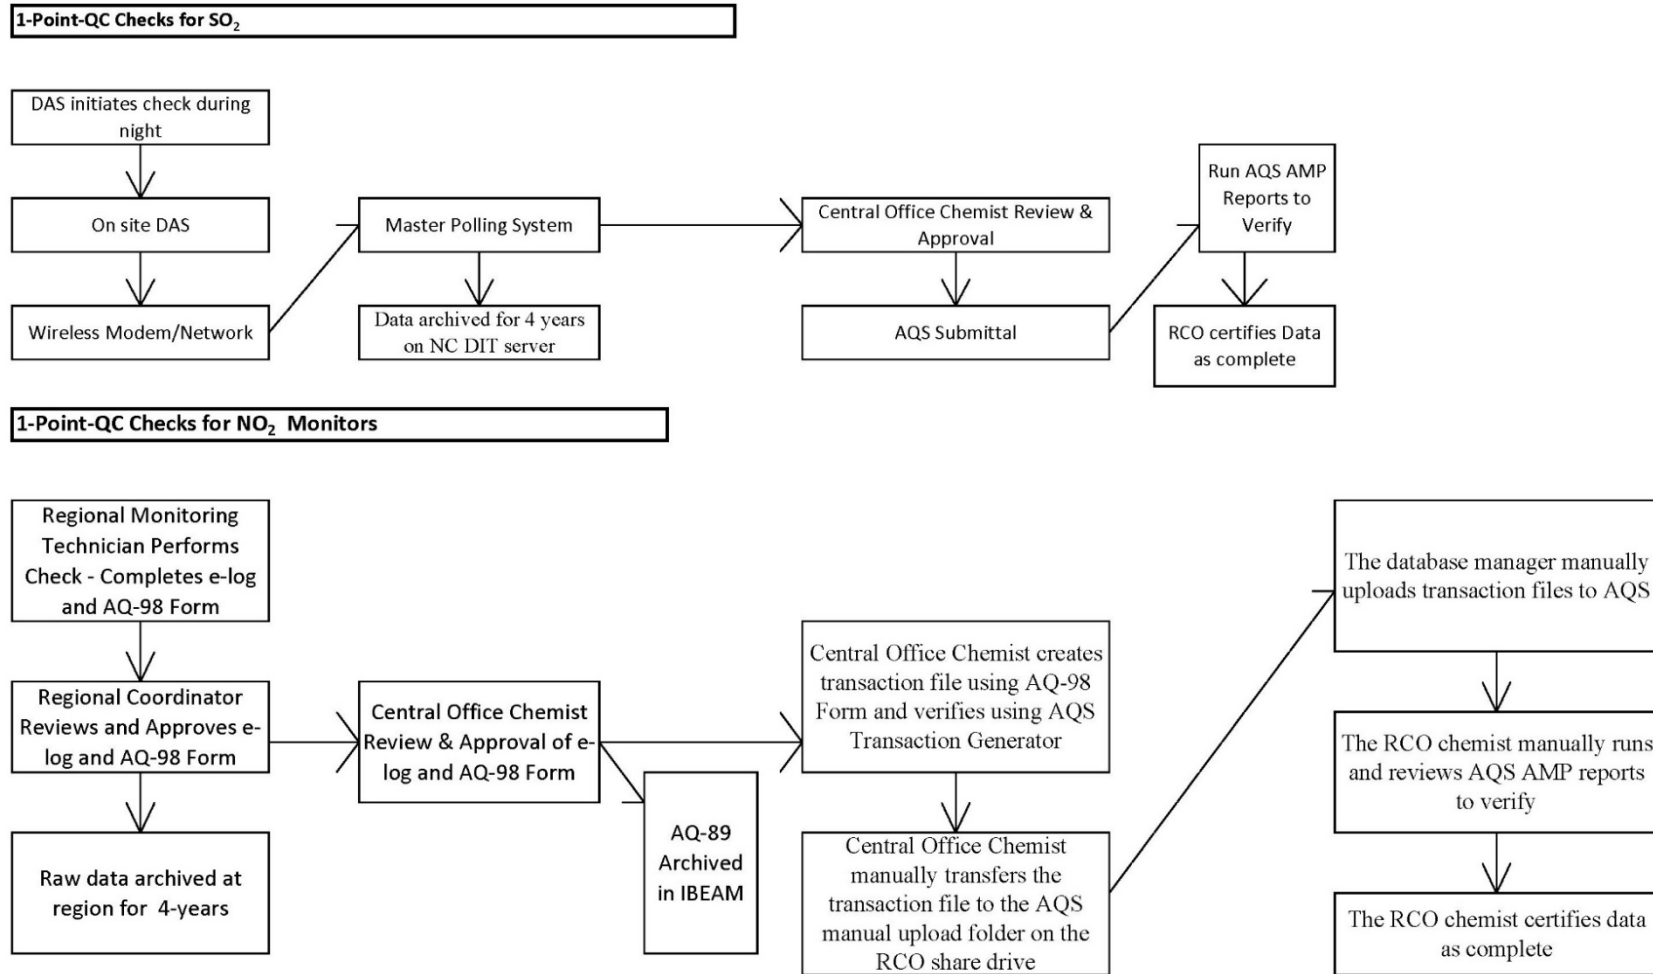 1-Point-QC Checks for SO₂
DAS initiates check during
night
On site DAS
Wireless Modem/Network
Master Polling System
Data archived for 4 years
on NC DIT server
Central Office Chemist Review &
Approval
AQS Submittal
Run AQS AMP
Reports to
Verify
RCO certifies Data
as complete
1-Point-QC Checks for NO₂ Monitors
Regional Monitoring
Technician Performs
Check - Completes e-log
and AQ-98 Form
Regional Coordinator
Reviews and Approves e-
log and AQ-98 Form
Raw data archived at
region for 4-years
Central Office Chemist
Review & Approval of e-
log and AQ-98 Form
AQ-89
Archived
in IBEAM
Central Office Chemist creates
transaction file using AQ-98
Form and verifies using AQS
Transaction Generator
Central Office Chemist
manually transfers the
transaction file to the AQS
manual upload folder on the
RCO share drive
The database manager manually
uploads transaction files to AQS
The RCO chemist manually runs
and reviews AQS AMP reports
to verify
The RCO chemist certifies data
as complete